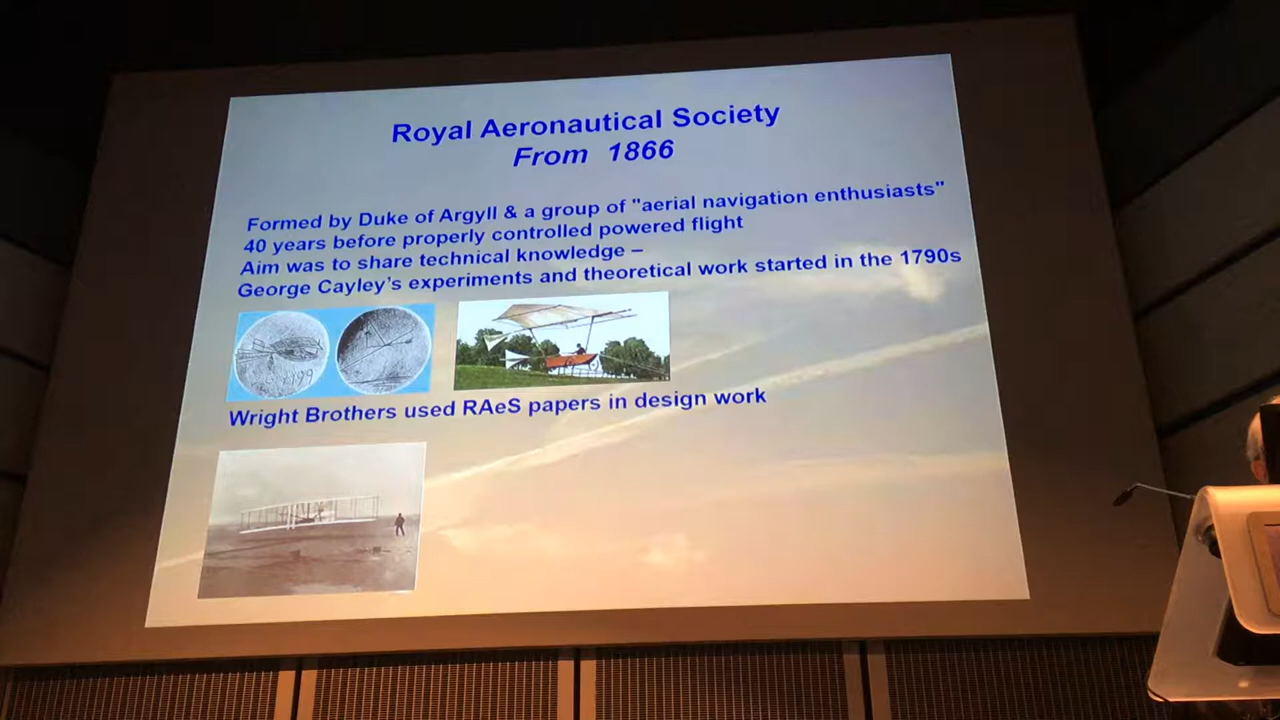 Royal Aeronautical Society
From 1866
Formed by Duke of Argyll & a group of "aerial navigation enthusiasts"
40 years before properly controlled powered flight
Aim was to share technical knowledge –
George Cayley's experiments and theoretical work started in the 1790s
Wright Brothers used RAeS papers in design work